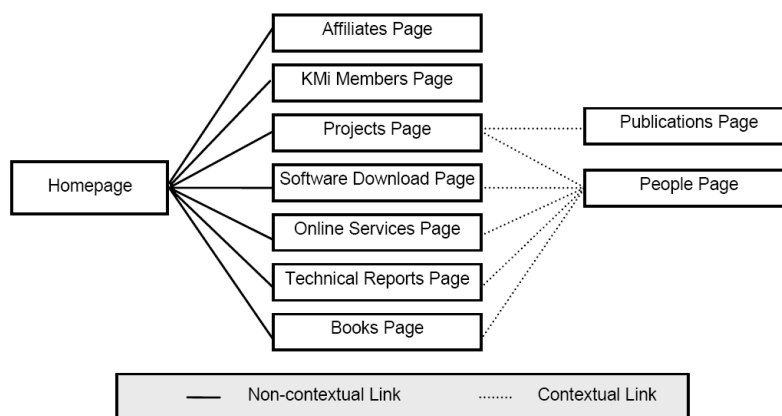 Affiliates Page
KMi Members Page
Projects Page
Publications Page
Homepage
Software Download Page
People Page
Online Services Page
Technical Reports Page
Books Page
Non-contextual Link
Contextual Link